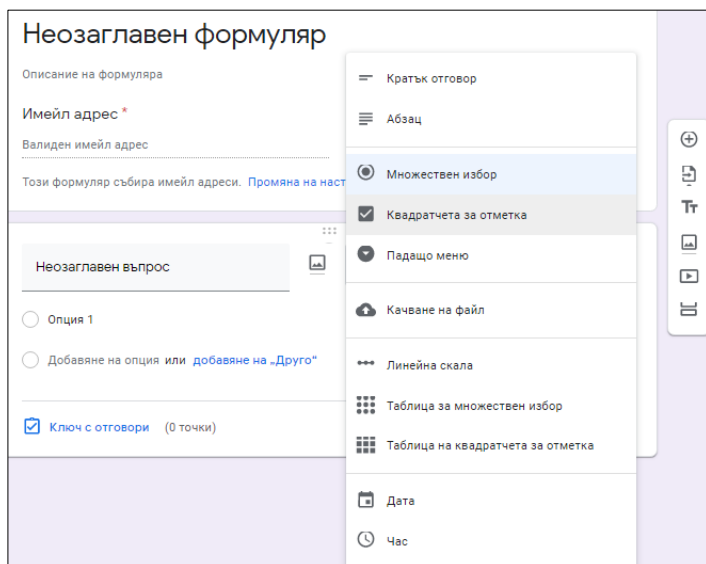 Неозаглавен формуляр
Описание на формуляра
Имейл адрес *
Валиден имейл адрес
Този формуляр събира имейл адреси. Промяна на наст
Неозаглавен въпрос
Опция 1
Добавяне на опция или добавяне на „Друго“
Ключ с отговори (0 точки)
Кратък отговор
Абзац
Множествен избор
Квадратчета за отметка
Падащо меню
Качване на файл
Линейна скала
Таблица за множествен избор
Таблица на квадратчета за отметка
Дата
Час
Тт